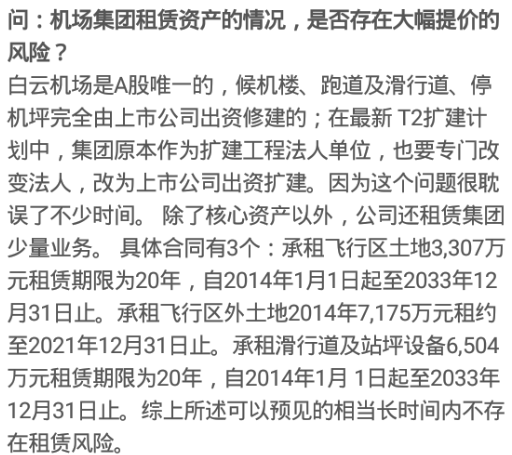 问：机场集团租赁资产的情况，是否存在大幅提价的
风险？
白云机场是A股唯一的，候机楼、跑道及滑行道、停
机坪完全由上市公司出资修建的；在最新 T2扩建计
划中，集团原本作为扩建工程法人单位，也要专门改
变法人，改为上市公司出资扩建。因为这个问题很耽
误了不少时间。 除了核心资产以外，公司还租赁集团
少量业务。 具体合同有3个：承租飞行区土地3,307万
元租赁期限为20年，自2014年1月1日起至2033年12
月31日止。承租飞行区外土地2014年7,175万元租约
至2021年12月31日止。承租滑行道及站坪设备6,504
万元租赁期限为20年，自2014年1月 1日起至2033年
12月31日止。综上所述可以预见的相当长时间内不存
在租赁风险。